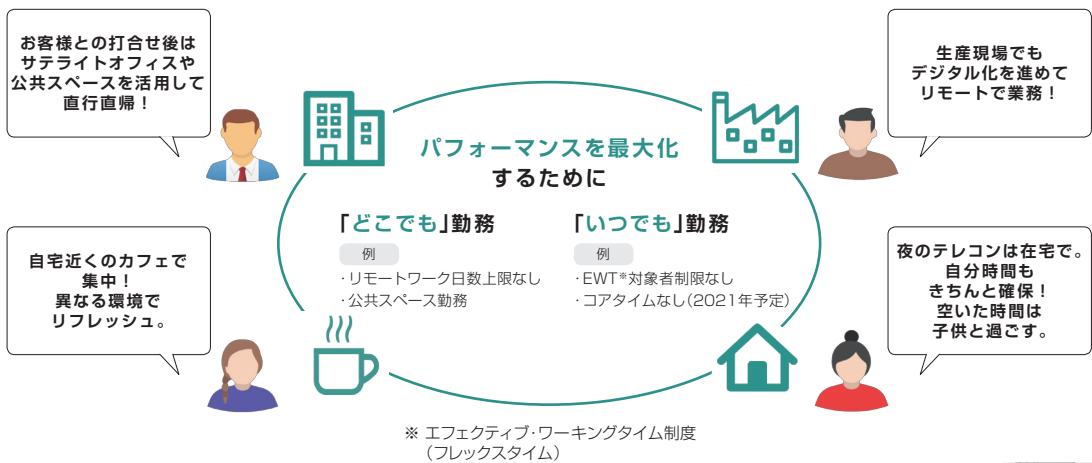 お客様との打合せ後は
サテライトオフィスや
公共スペースを活用して
直行直帰！
生産現場でも
デジタル化を進めて
リモートで業務！
パフォーマンスを最大化
するために
「どこでも」勤務
例
・リモートワーク日数上限なし
・公共スペース勤務
「いつでも」勤務
例
・EWT※対象者制限なし
・コアタイムなし（2021年予定）
自宅近くのカフェで
集中！
異なる環境で
リフレッシュ。
夜のテレコンは在宅で。
自分時間も
きちんと確保！
空いた時間は
子供と過ごす。
※ エフェクティブ・ワーキングタイム制度
（フレックスタイム）